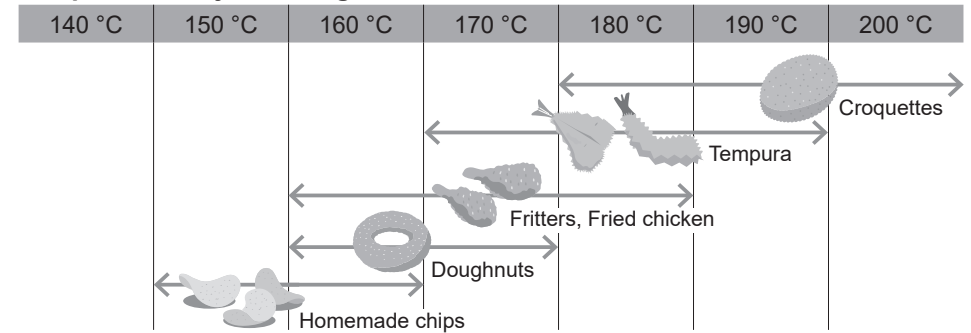 140 °C 150 °C 160 °C 170 °C 180 °C 190 °C 200 °C
Croquettes
Tempura
Fritters, Fried chicken
Doughnuts
Homemade chips